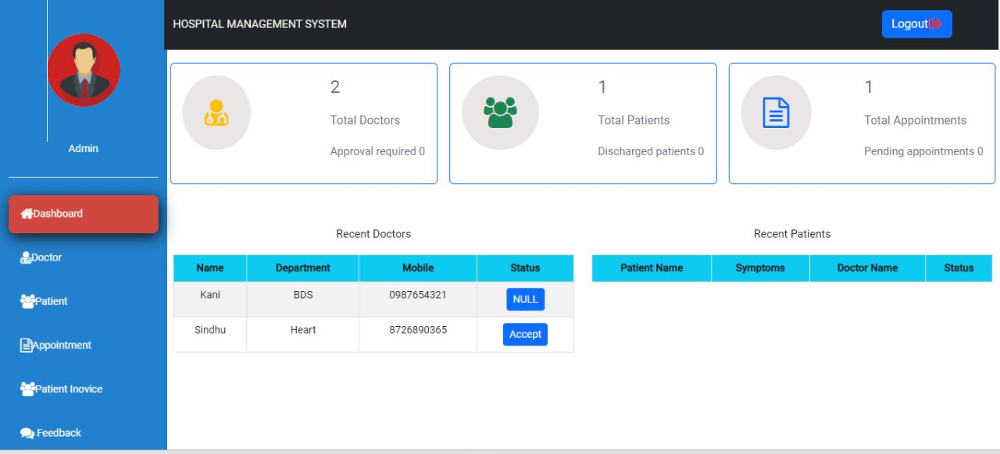 HOSPITAL MANAGEMENT SYSTEM
Logout
Admin
Dashboard
Doctor
Patient
Appointment
Patient Inovice
Feedback
2
Total Doctors
Approval required 0
1
Total Patients
Discharged patients 0
1
Total Appointments
Pending appointments 0
Recent Doctors
Name Department Mobile Status
Kani BDS 0987654321 NULL
Sindhu Heart 8726890365 Accept
Recent Patients
Patient Name Symptoms Doctor Name Status